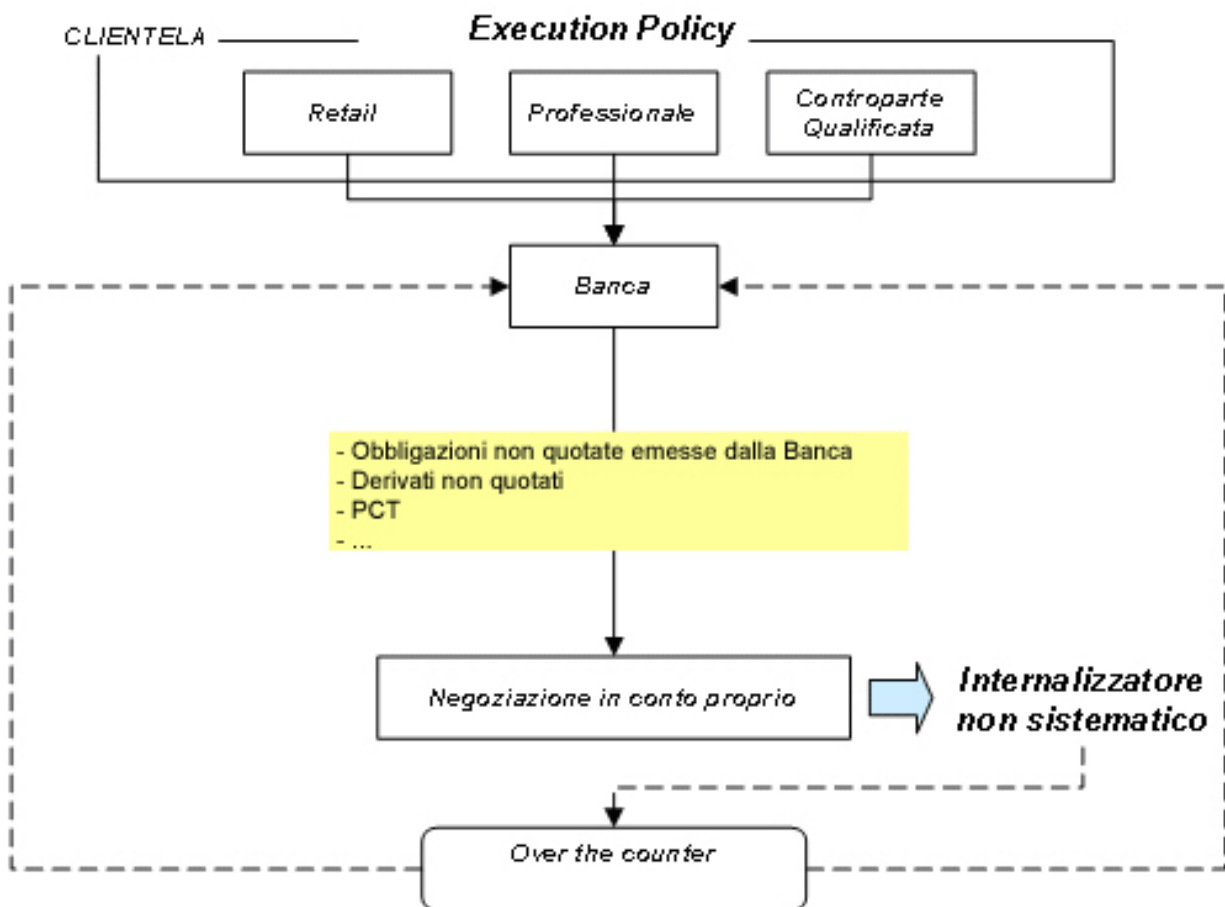 CLIENTELA
Execution Policy
Retail
Professionale
Controparte
Qualificata
Banca
- Obbligazioni non quotate emesse dalla Banca
- Derivati non quotati
- PCT
- ...
Negoziazione in conto proprio
Internalizzatore
non sistematico
Over the counter